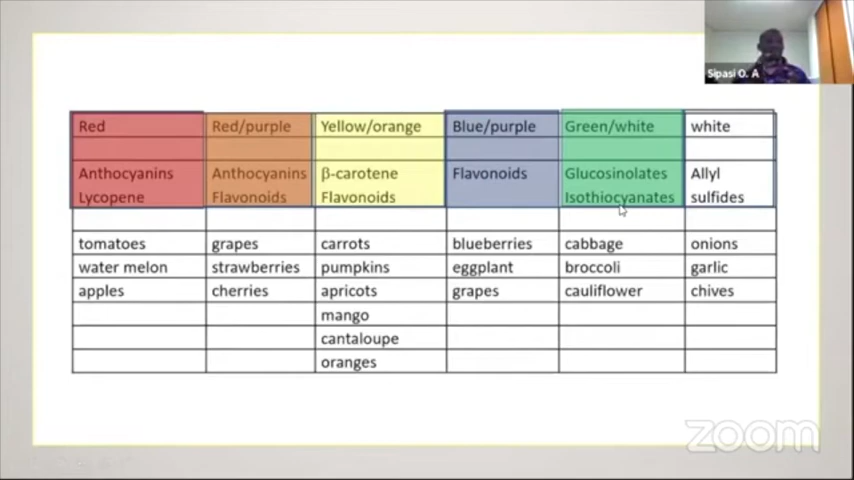 Sipasi O. A
Red Red/purple Yellow/orange Blue/purple Green/white white
Anthocyanins Anthocyanins β-carotene Flavonoids Glucosinolates Allyl
Lycopene Flavonoids Flavonoids Isothiocyanates sulfides
tomatoes grapes carrots blueberries cabbage onions
water melon strawberries pumpkins eggplant broccoli garlic
apples cherries apricots grapes cauliflower chives
mango
cantaloupe
oranges
zoom